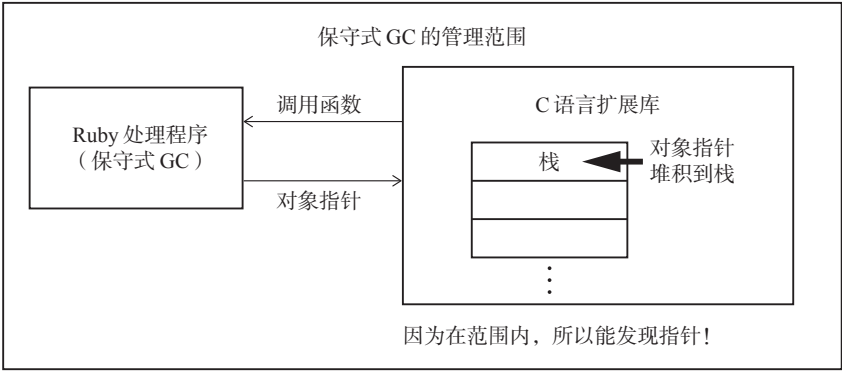 保守式 GC 的管理范围
调用函数
C 语言扩展库
Ruby 处理程序
（保守式 GC）
栈
对象指针
堆积到栈
对象指针
因为在范围内，所以能发现指针！